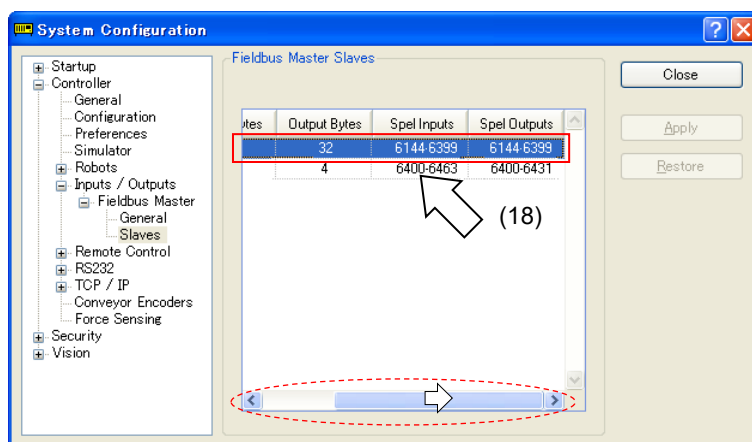 System Configuration
Startup
Controller
General
Configuration
Preferences
Simulator
Robots
Inputs / Outputs
Fieldbus Master
General
Slaves
Remote Control
RS232
TCP / IP
Conveyor Encoders
Force Sensing
Security
Vision
Fieldbus Master Slaves
Output Bytes Spel Inputs Spel Outputs
32 6144-6399 6144-6399
4 6400-6463 6400-6431
(18)
Close
Apply
Restore